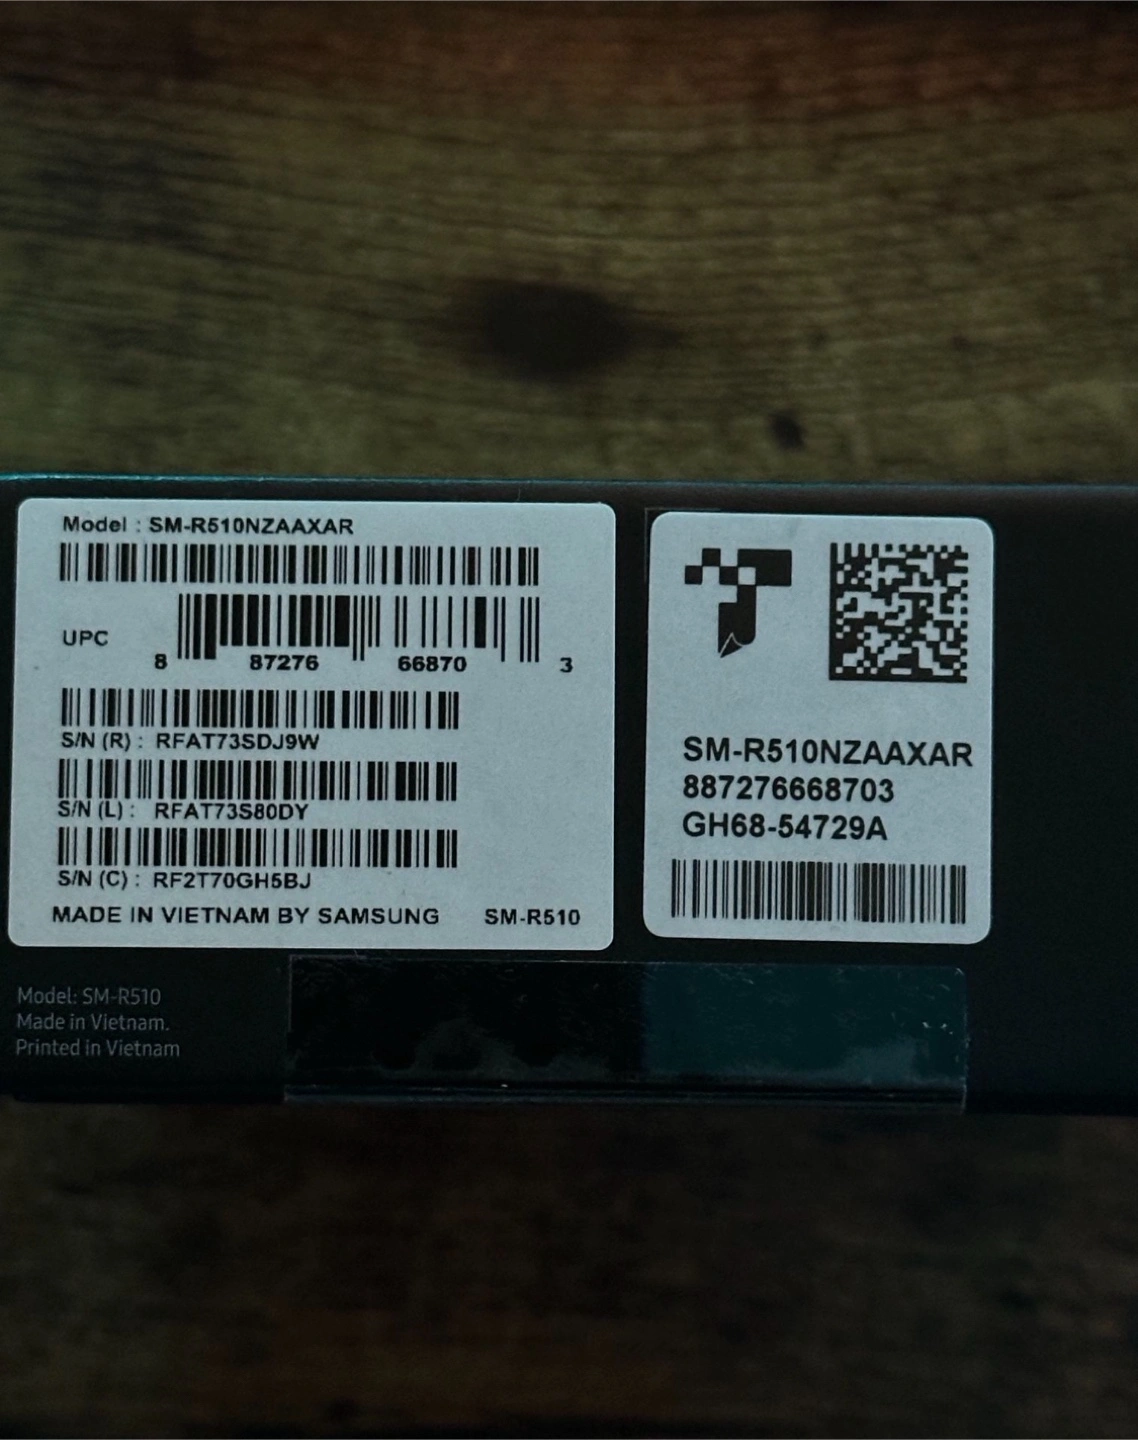 Model : SM-R510NZAAXAR
UPC
8 87276 66870 3
S/N (R) : RFAT73SDJ9W
S/N (L) : RFAT73S80DY
S/N (C) : RF2T70GH5BJ
MADE IN VIETNAM BY SAMSUNG SM-R510
SM-R510NZAAXAR
887276668703
GH68-54729A
Model: SM-R510
Made in Vietnam.
Printed in Vietnam